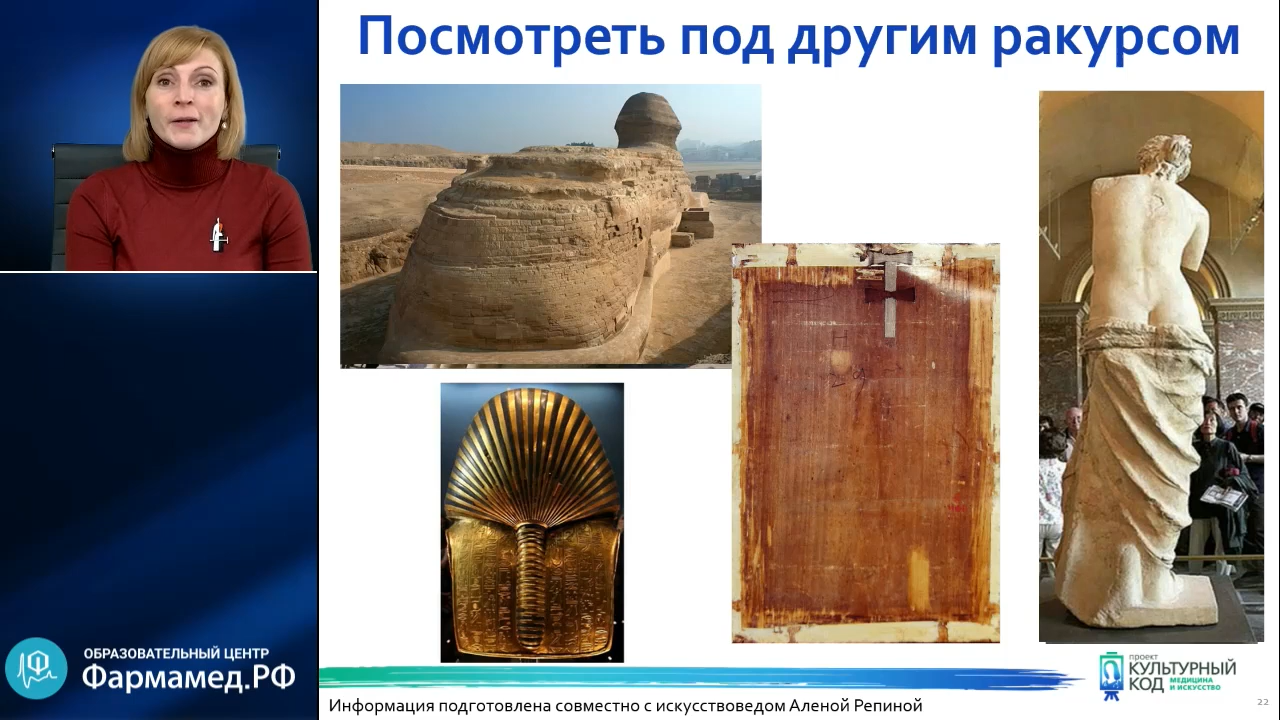 Посмотреть под другим ракурсом
H
ОБРАЗОВАТЕЛЬНЫЙ ЦЕНТР
Фармамед.РФ
проект
КУЛЬТУРНЫЙ
КОД
МЕДИЦИНА
И ИСКУССТВО
Информация подготовлена совместно с искусствоведом Аленой Репиной
22